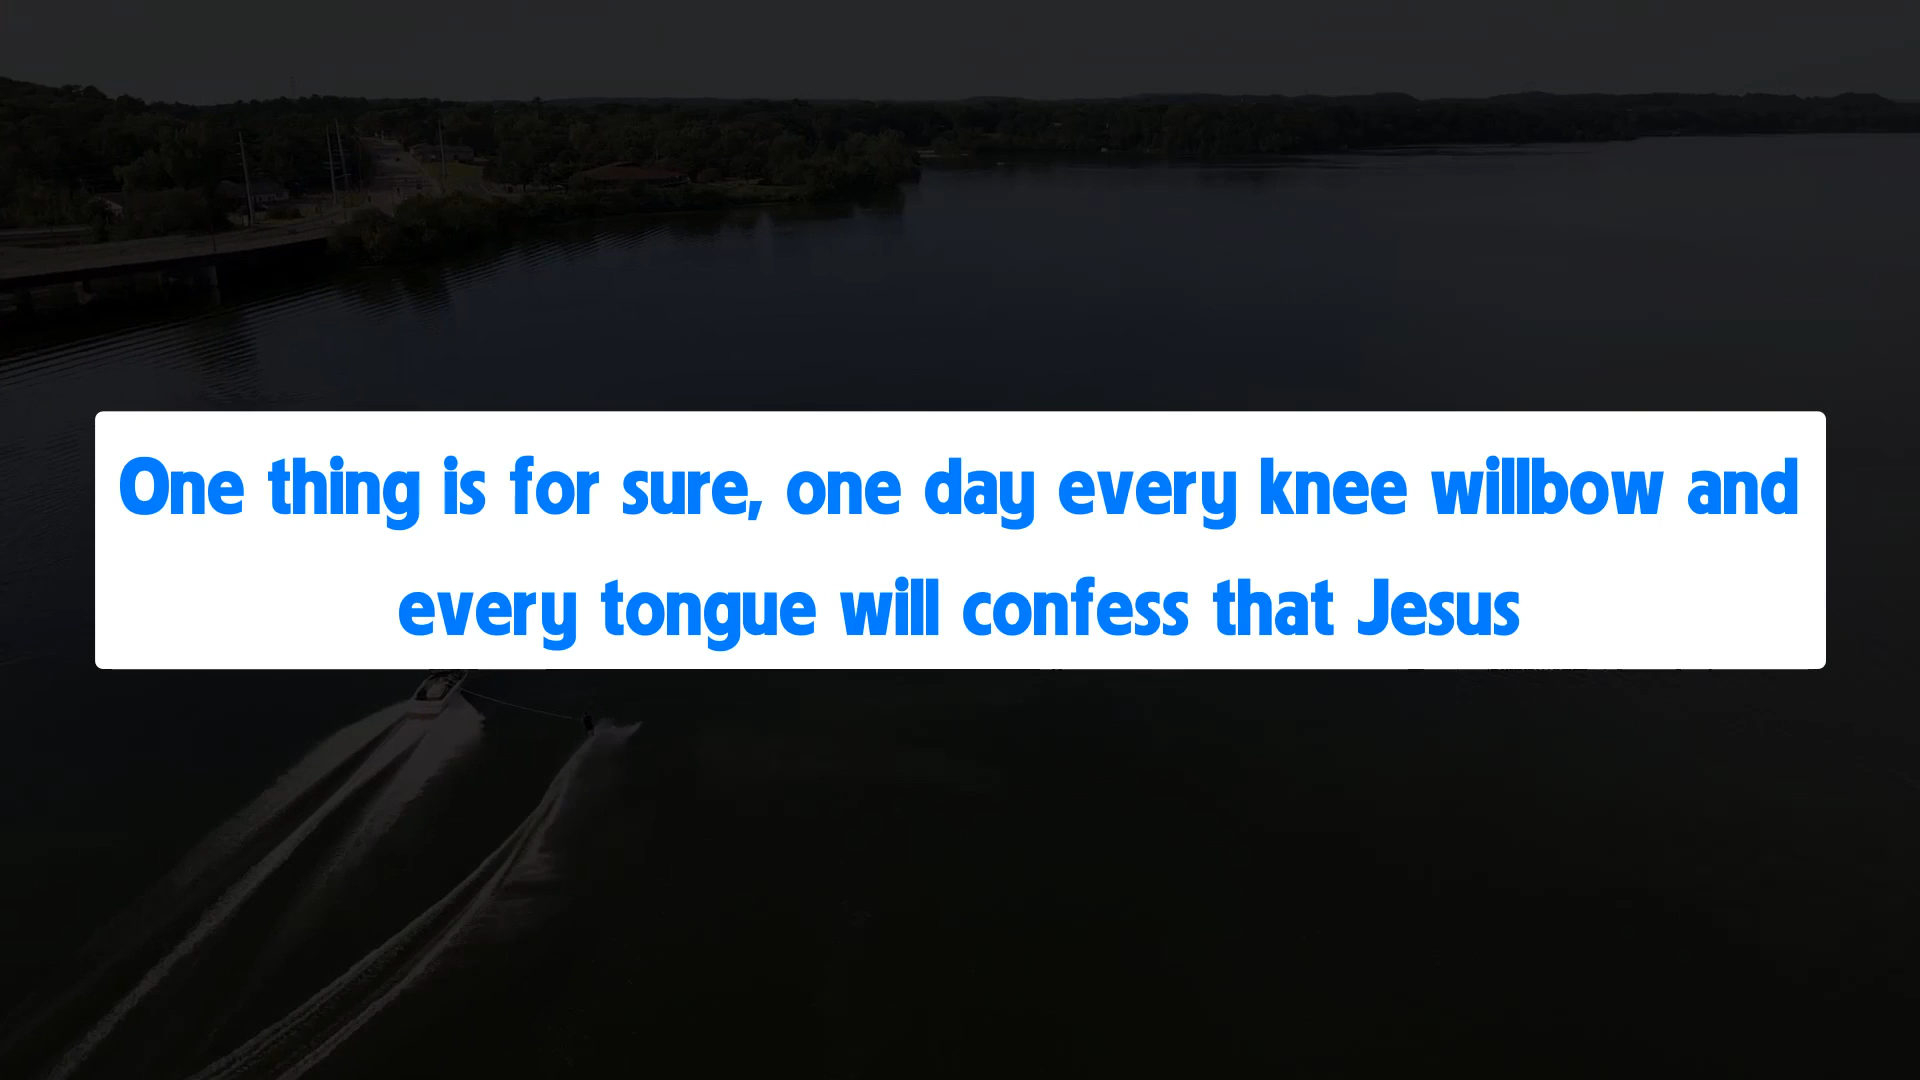 One thing is for sure, one day every knee willbow and
every tongue will confess that Jesus